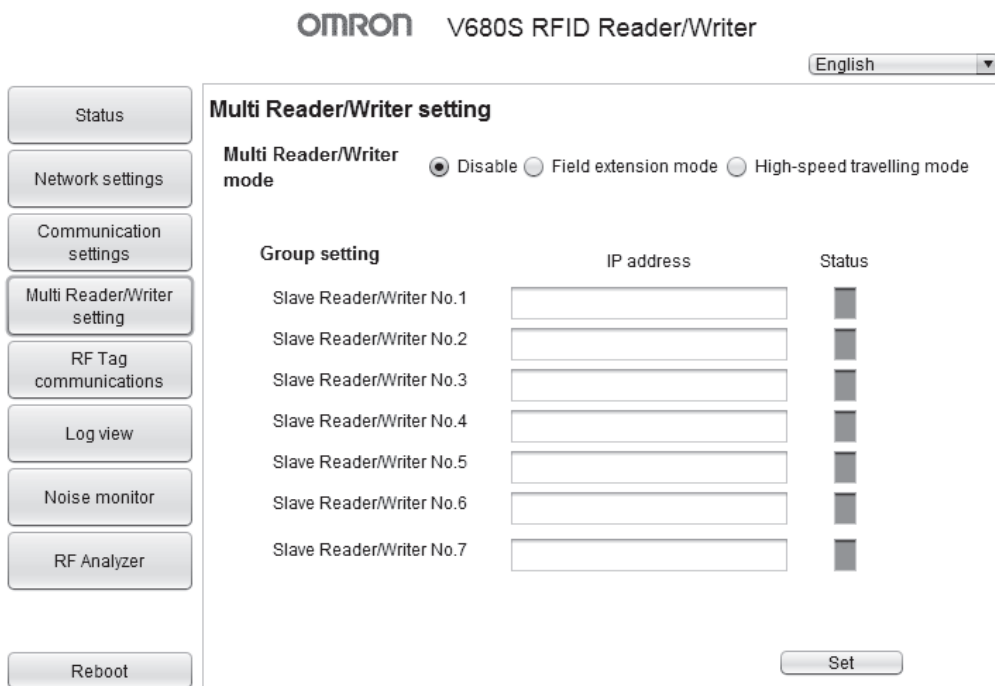 OMRON V680S RFID Reader/Writer
English
Status
Network settings
Communication
settings
Multi Reader/Writer
setting
RF Tag
communications
Log view
Noise monitor
RF Analyzer
Reboot
Multi Reader/Writer setting
Multi Reader/Writer
mode
Disable Field extension mode High-speed travelling mode
Group setting IP address Status
Slave Reader/Writer No.1
Slave Reader/Writer No.2
Slave Reader/Writer No.3
Slave Reader/Writer No.4
Slave Reader/Writer No.5
Slave Reader/Writer No.6
Slave Reader/Writer No.7
Set